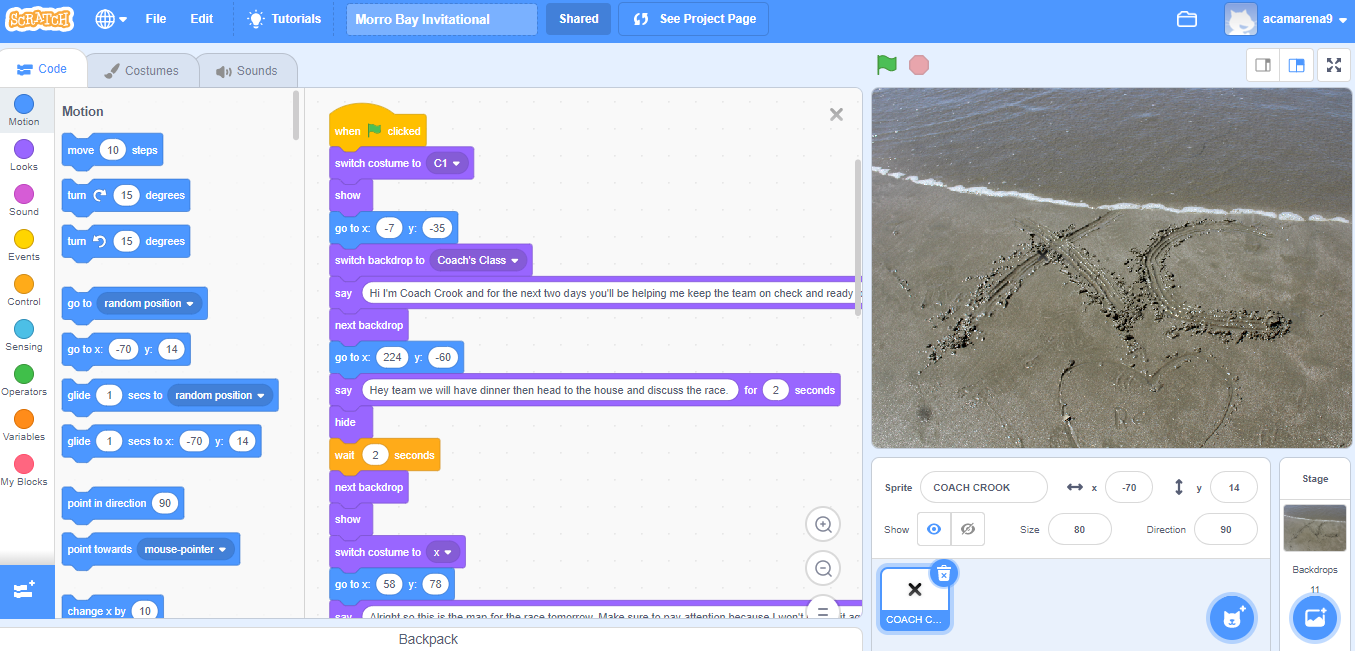 SCRATCH
File
Edit
Tutorials
Morro Bay Invitational
Shared
See Project Page
acamarena9
Code
Costumes
Sounds
Motion
Looks
Sound
Events
Control
Sensing
Operators
Variables
My Blocks
Motion
move 10 steps
turn 15 degrees
turn 15 degrees
go to random position
go to x: -70 y: 14
glide 1 secs to random position
glide 1 secs to x: -70 y: 14
point in direction 90
point towards mouse-pointer
change x by 10
when clicked
switch costume to C1
show
go to x: -7 y: -35
switch backdrop to Coach's Class
say Hi I'm Coach Crook and for the next two days you'll be helping me keep the team on check and ready
next backdrop
go to x: 224 y: -60
say Hey team we will have dinner then head to the house and discuss the race. for 2 seconds
hide
wait 2 seconds
next backdrop
show
switch costume to x
go to x: 58 y: 78
say Alright so this is the map for the race tomorrow. Make sure to pay attention because I won't
Backpack
XC
Sprite COACH CROOK x -70 y 14
Show Size 80 Direction 90
COACH C...
Stage
Backdrops
11